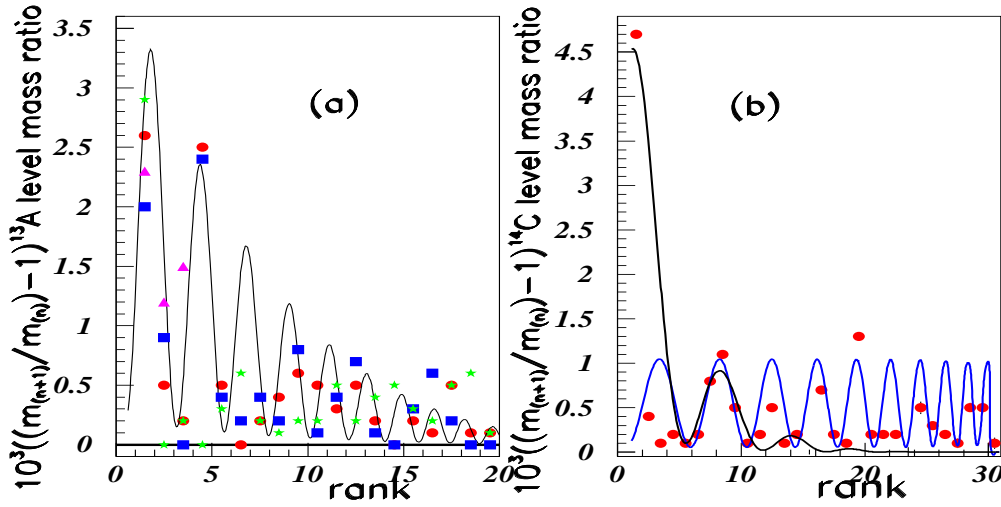 10³((m(n+1)/m(n))−1)¹³A level mass ratio
3.5
3
2.5
2
1.5
1
0.5
0
(a)
0 5 10 15 20
rank
10³((m(n+1)/m(n))−1)¹⁴C level mass ratio
4.5
4
3.5
3
2.5
2
1.5
1
0.5
0
(b)
0 10 20 30
rank